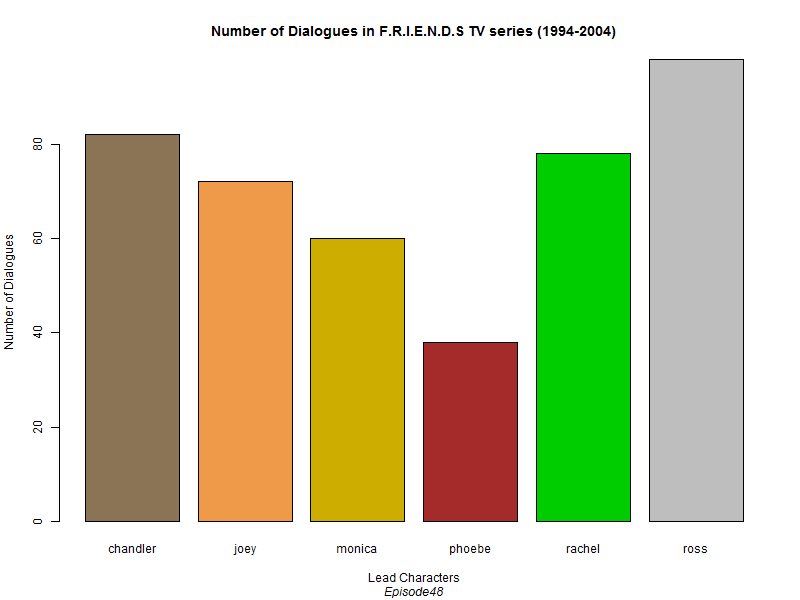 Number of Dialogues in F.R.I.E.N.D.S TV series (1994-2004)
Number of Dialogues
80
60
40
20
0
chandler joey monica phoebe rachel ross
Lead Characters
Episode48